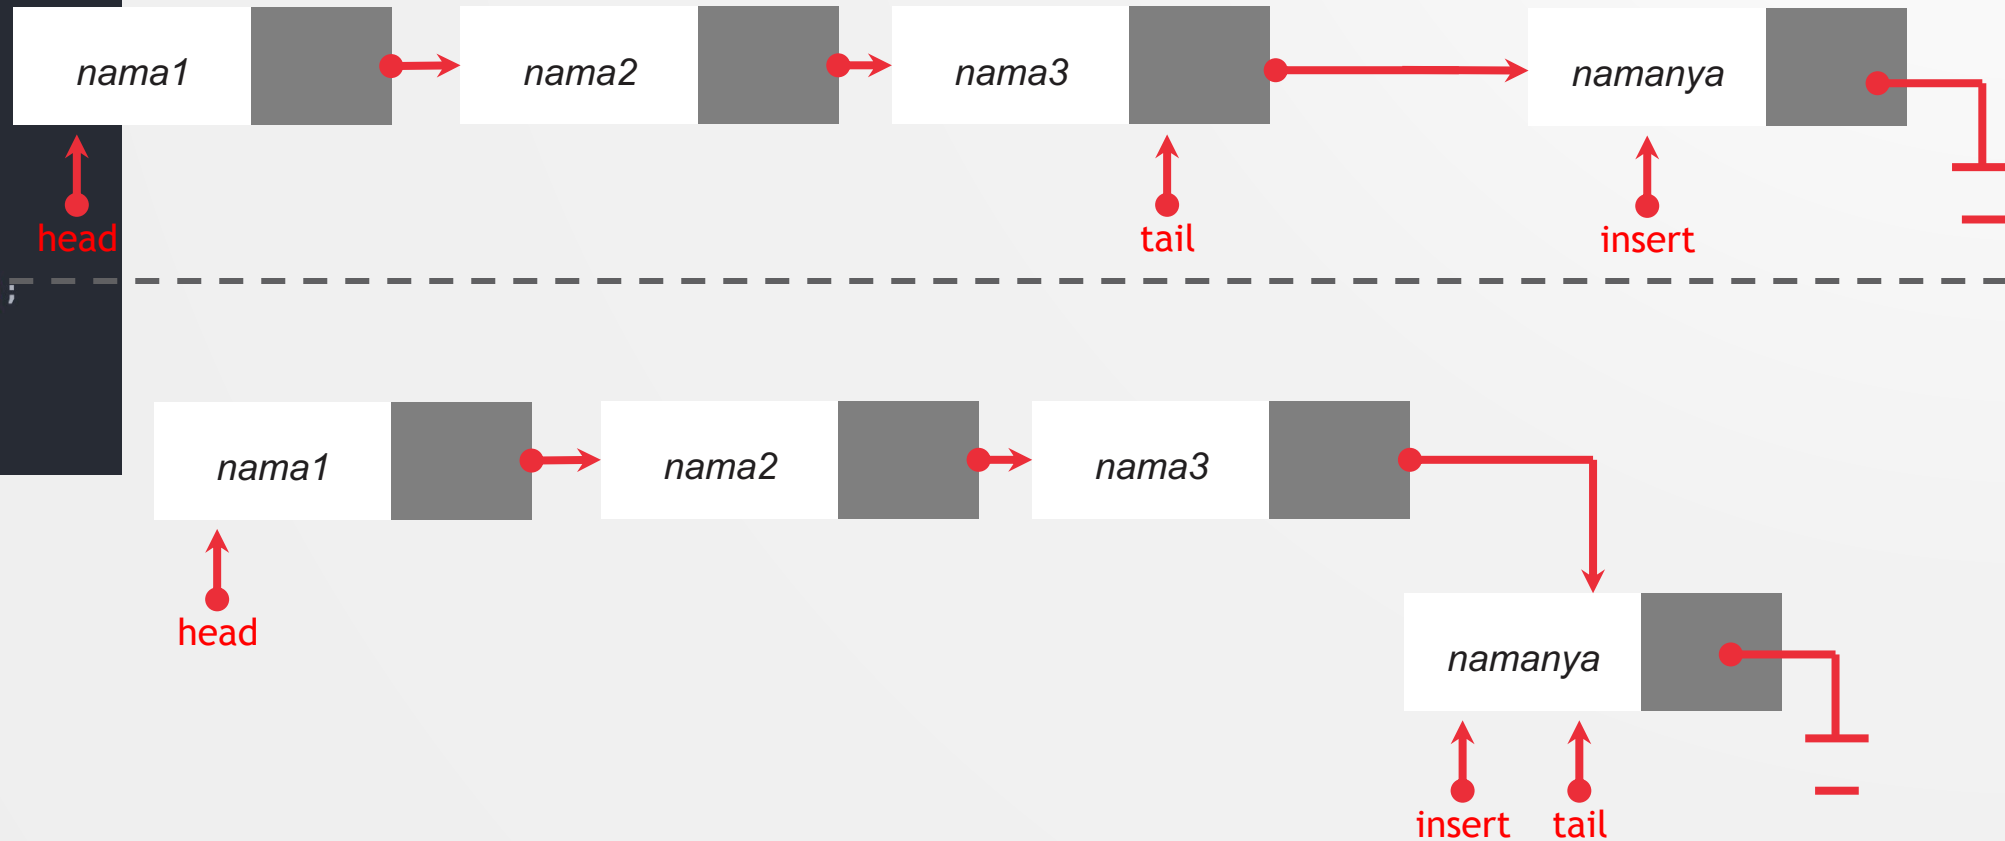 nama1 nama2 nama3 namanya
head tail insert
;
nama1 nama2 nama3
head
namanya
insert tail